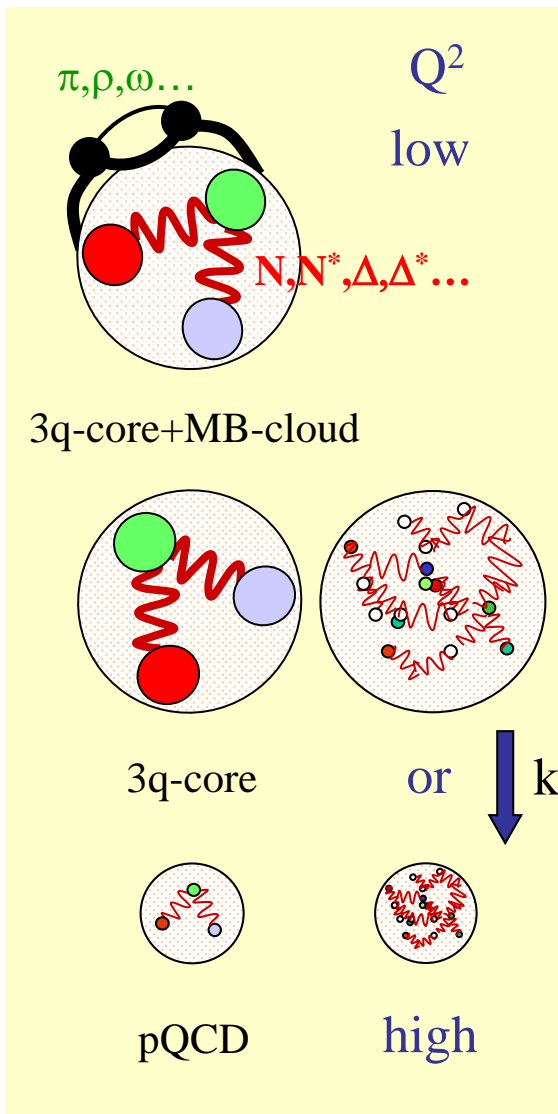 Q²
π,ρ,ω…
low
N,N*,Δ,Δ*…
3q-core+MB-cloud
3q-core
or
k
pQCD
high